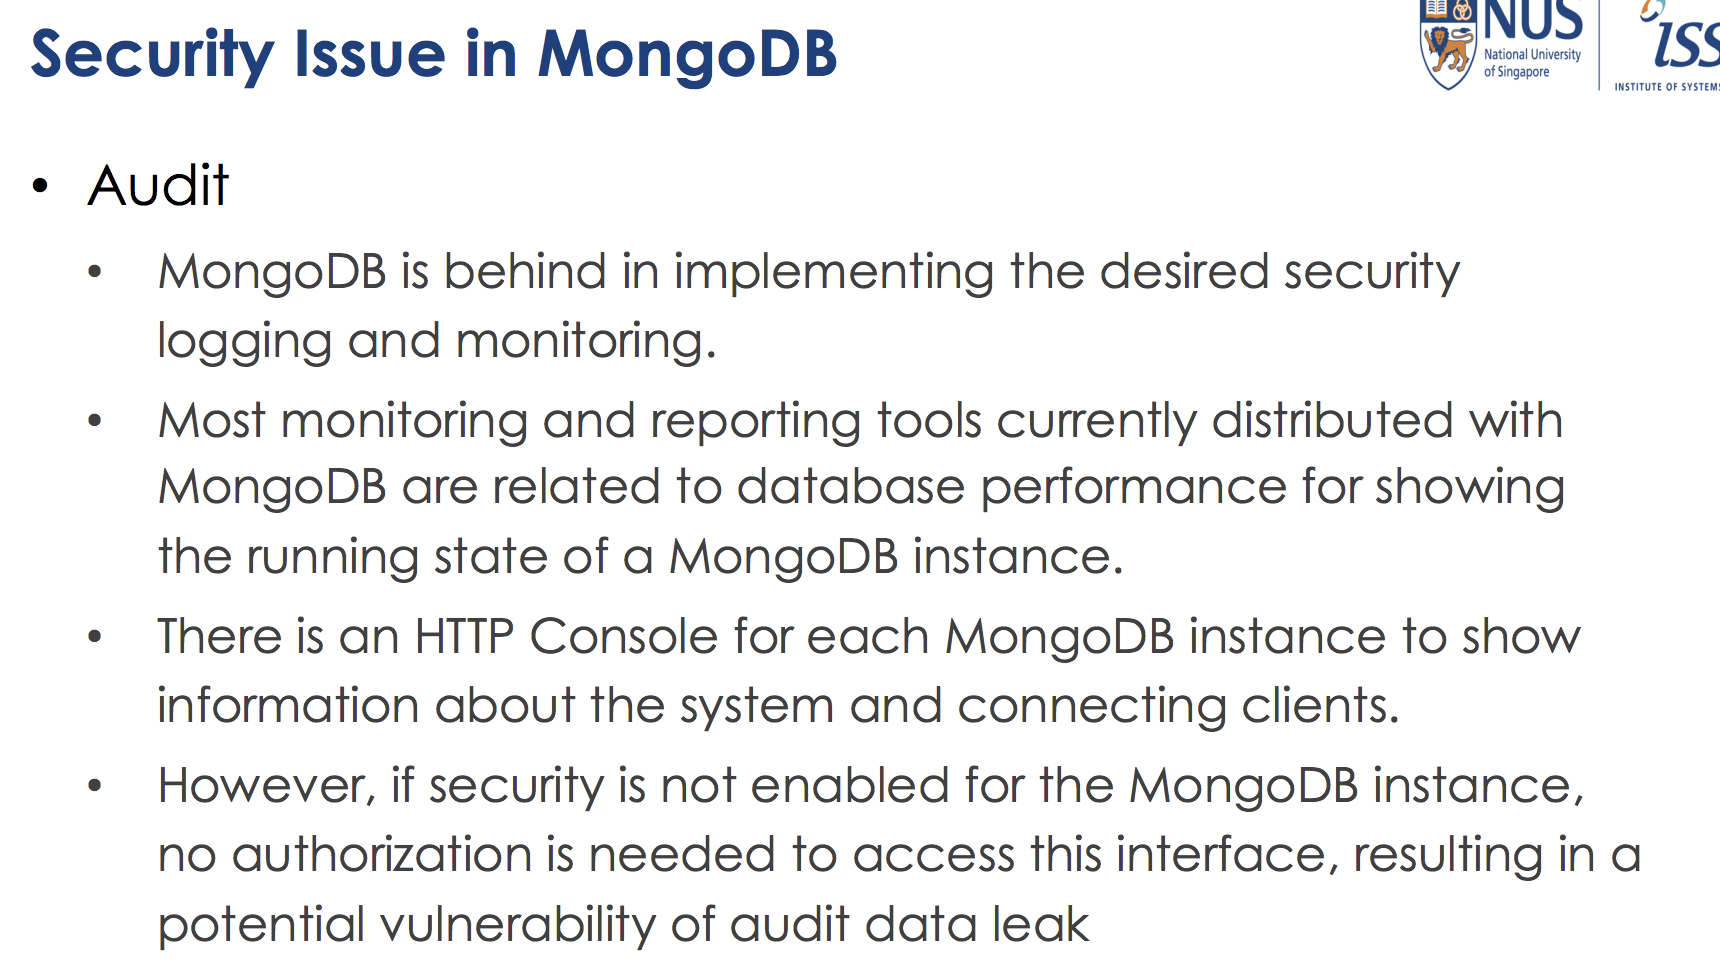 Security Issue in MongoDB
NUS
National University
of Singapore
ISS
INSTITUTE OF SYSTEMS
• Audit
• MongoDB is behind in implementing the desired security
logging and monitoring.
• Most monitoring and reporting tools currently distributed with
MongoDB are related to database performance for showing
the running state of a MongoDB instance.
• There is an HTTP Console for each MongoDB instance to show
information about the system and connecting clients.
• However, if security is not enabled for the MongoDB instance,
no authorization is needed to access this interface, resulting in a
potential vulnerability of audit data leak